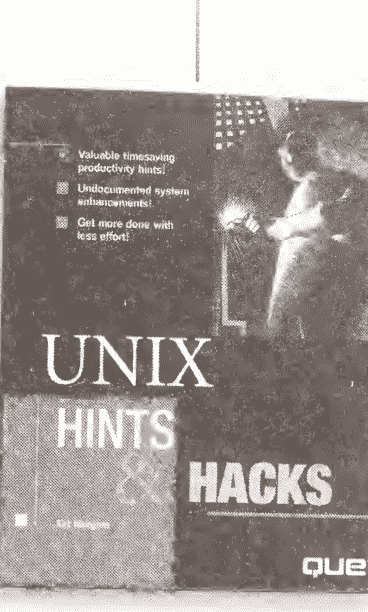 Valuable timesaving
productivity hints!
Undocumented system
enhancements!
Get more done with
less effort!
UNIX
HINTS
&
HACKS
que